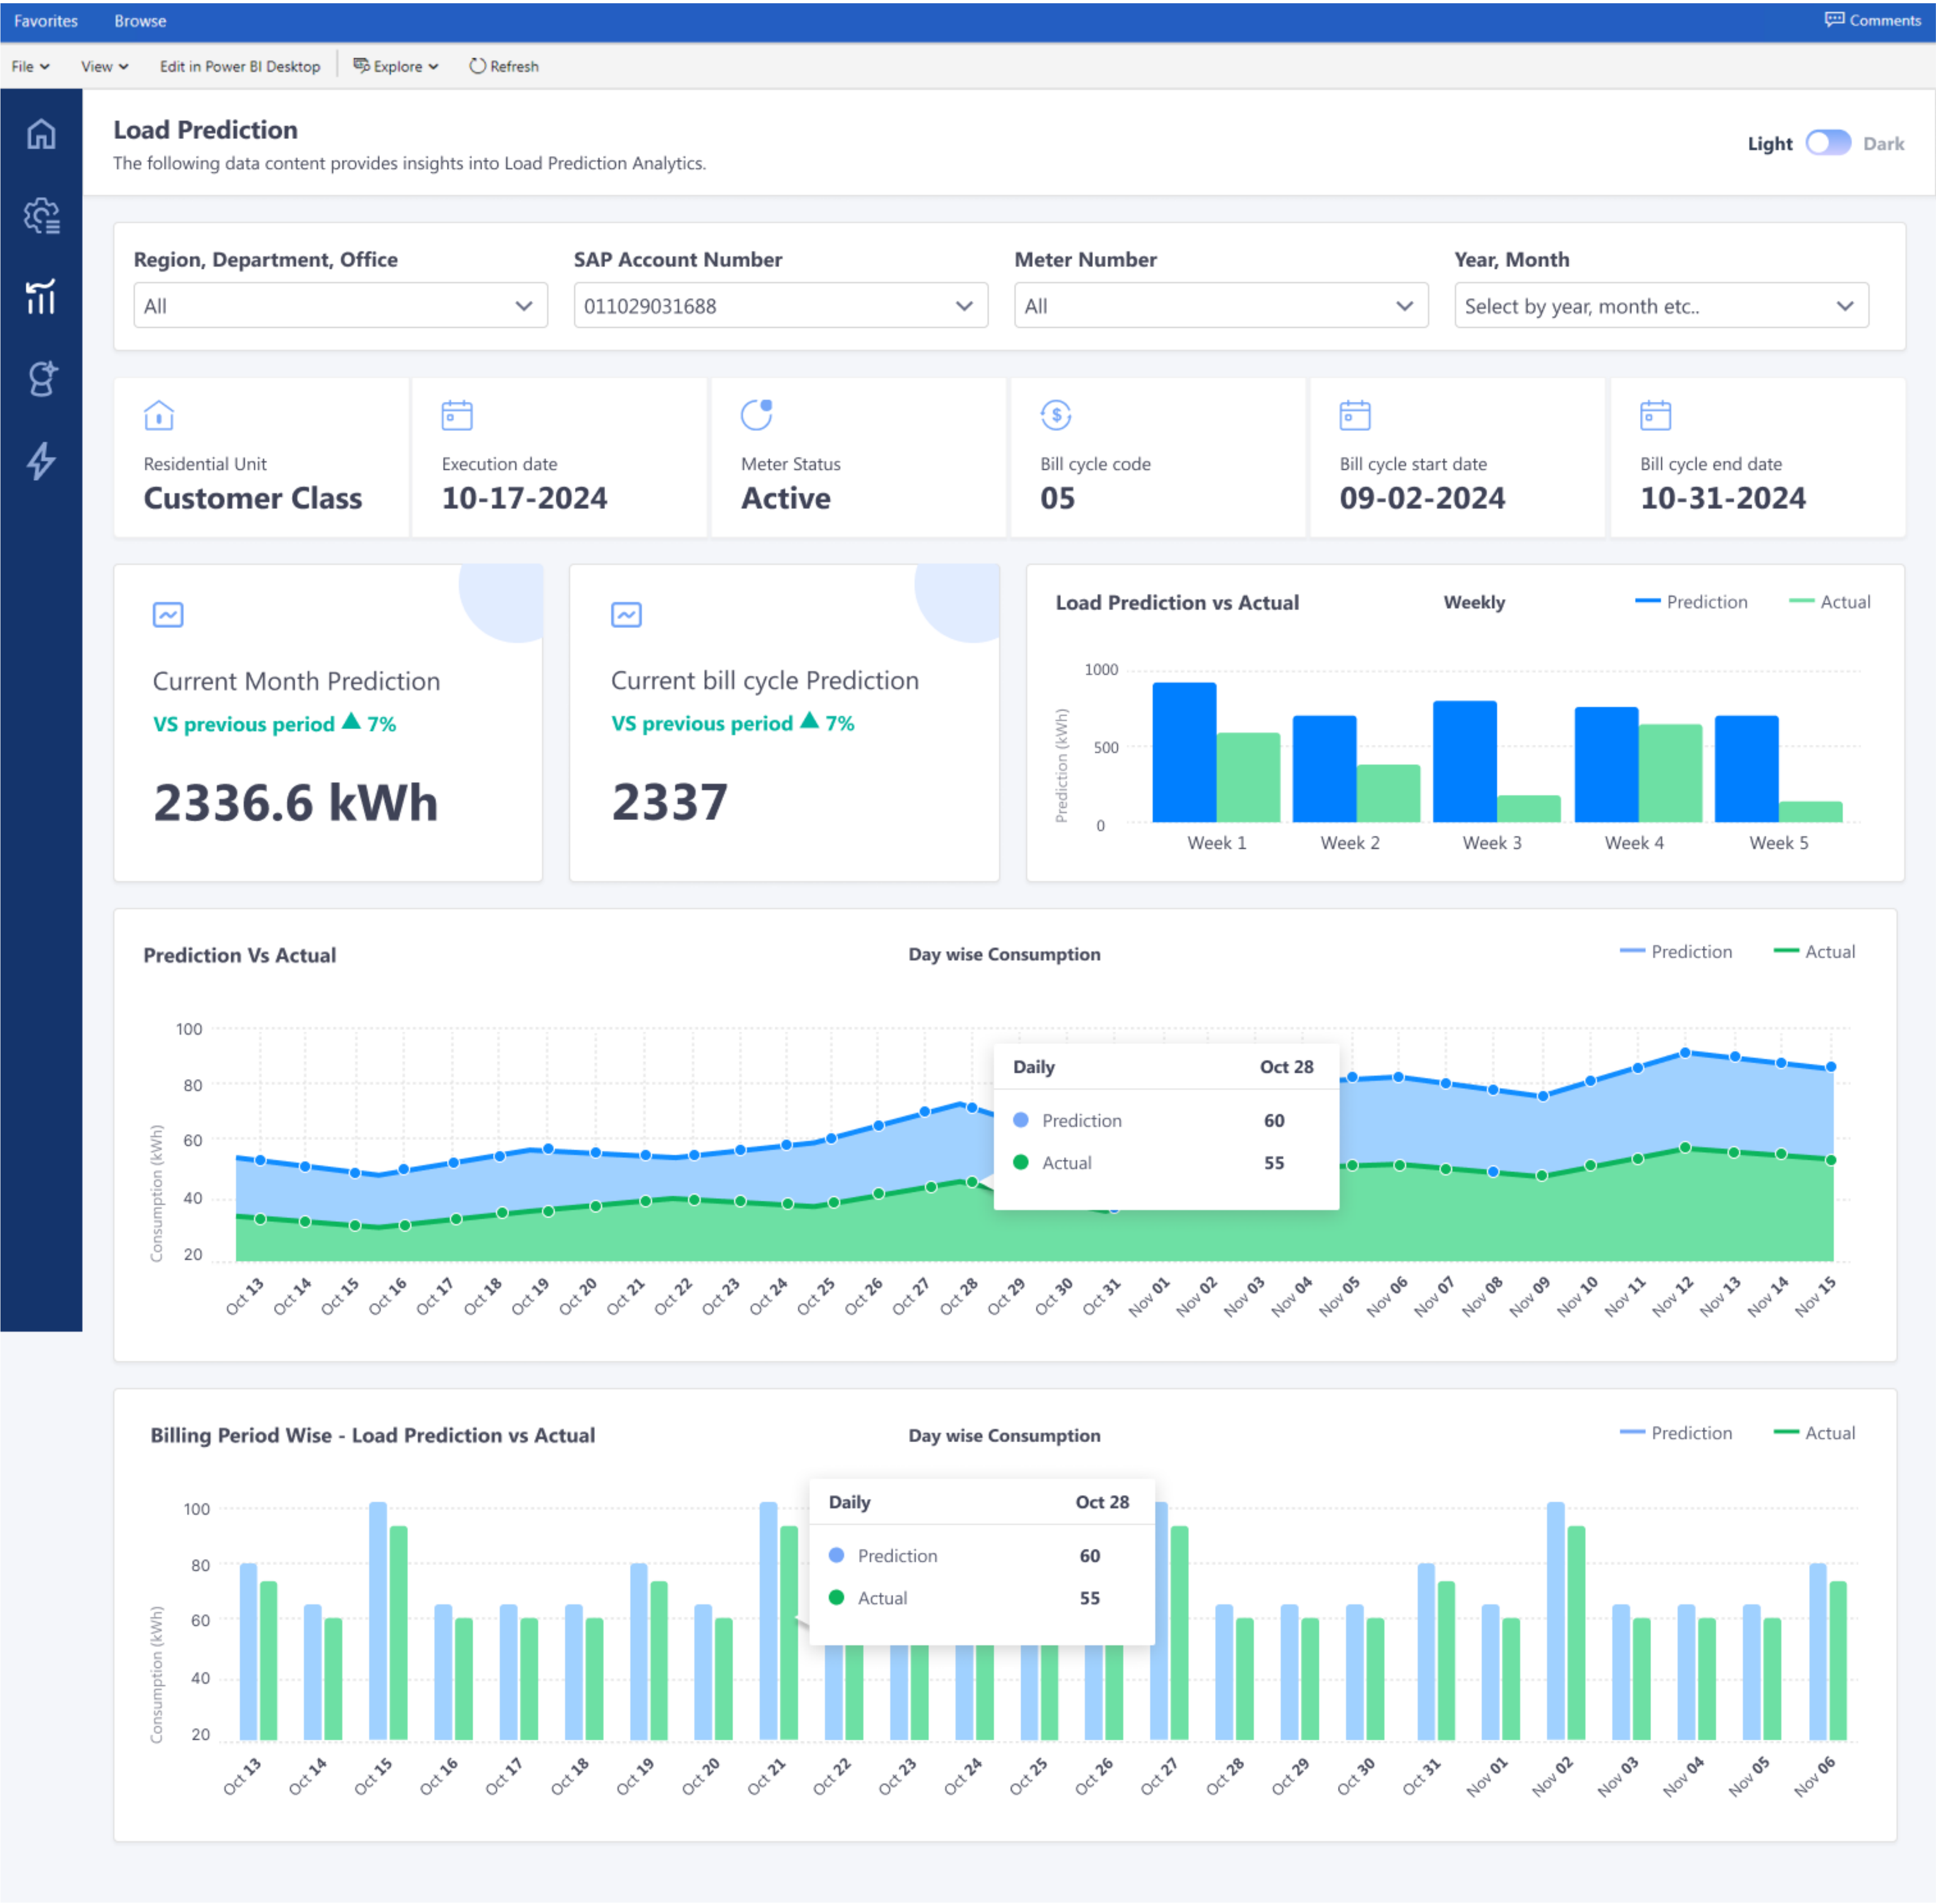 Favorites Browse Comments
File View Edit in Power BI Desktop Explore Refresh
Load Prediction
The following data content provides insights into Load Prediction Analytics.
Light Dark
Region, Department, Office SAP Account Number Meter Number Year, Month
All 011029031688 All Select by year, month etc..
Residential Unit Execution date Meter Status Bill cycle code Bill cycle start date Bill cycle end date
Customer Class 10-17-2024 Active 05 09-02-2024 10-31-2024
Current Month Prediction
VS previous period 7%
2336.6 kWh
Current bill cycle Prediction
VS previous period 7%
2337
Load Prediction vs Actual Weekly Prediction Actual
Prediction (kWh)
1000
500
0
Week 1 Week 2 Week 3 Week 4 Week 5
Prediction Vs Actual Day wise Consumption Prediction Actual
Consumption (kWh)
100
80
60
40
20
Daily Oct 28
Prediction 60
Actual 55
Oct 13 Oct 14 Oct 15 Oct 16 Oct 17 Oct 18 Oct 19 Oct 20 Oct 21 Oct 22 Oct 23 Oct 24 Oct 25 Oct 26 Oct 27 Oct 28 Oct 29 Oct 30 Oct 31 Nov 01 Nov 02 Nov 03 Nov 04 Nov 05 Nov 06 Nov 07 Nov 08 Nov 09 Nov 10 Nov 11 Nov 12 Nov 13 Nov 14 Nov 15
Billing Period Wise - Load Prediction vs Actual Day wise Consumption Prediction Actual
Consumption (kWh)
100
80
60
40
20
Daily Oct 28
Prediction 60
Actual 55
Oct 13 Oct 14 Oct 15 Oct 16 Oct 17 Oct 18 Oct 19 Oct 20 Oct 21 Oct 22 Oct 23 Oct 24 Oct 25 Oct 26 Oct 27 Oct 28 Oct 29 Oct 30 Oct 31 Nov 01 Nov 02 Nov 03 Nov 04 Nov 05 Nov 06